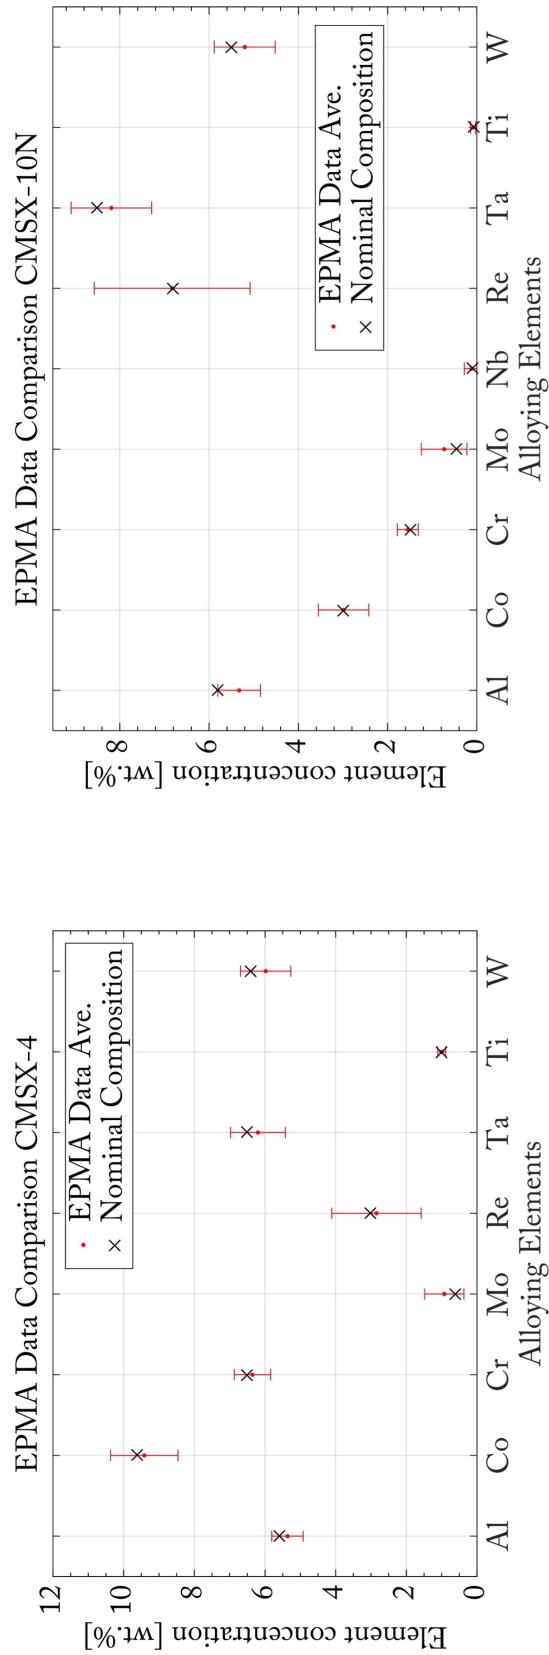 EPMA Data Comparison CMSX-4
Element concentration [wt.%]
12
10
8
6
4
2
0
EPMA Data Ave.
Nominal Composition
Al Co Cr Mo Re Ta Ti W
Alloying Elements
EPMA Data Comparison CMSX-10N
Element concentration [wt.%]
8
6
4
2
0
EPMA Data Ave.
Nominal Composition
Al Co Cr Mo Nb Re Ta Ti W
Alloying Elements